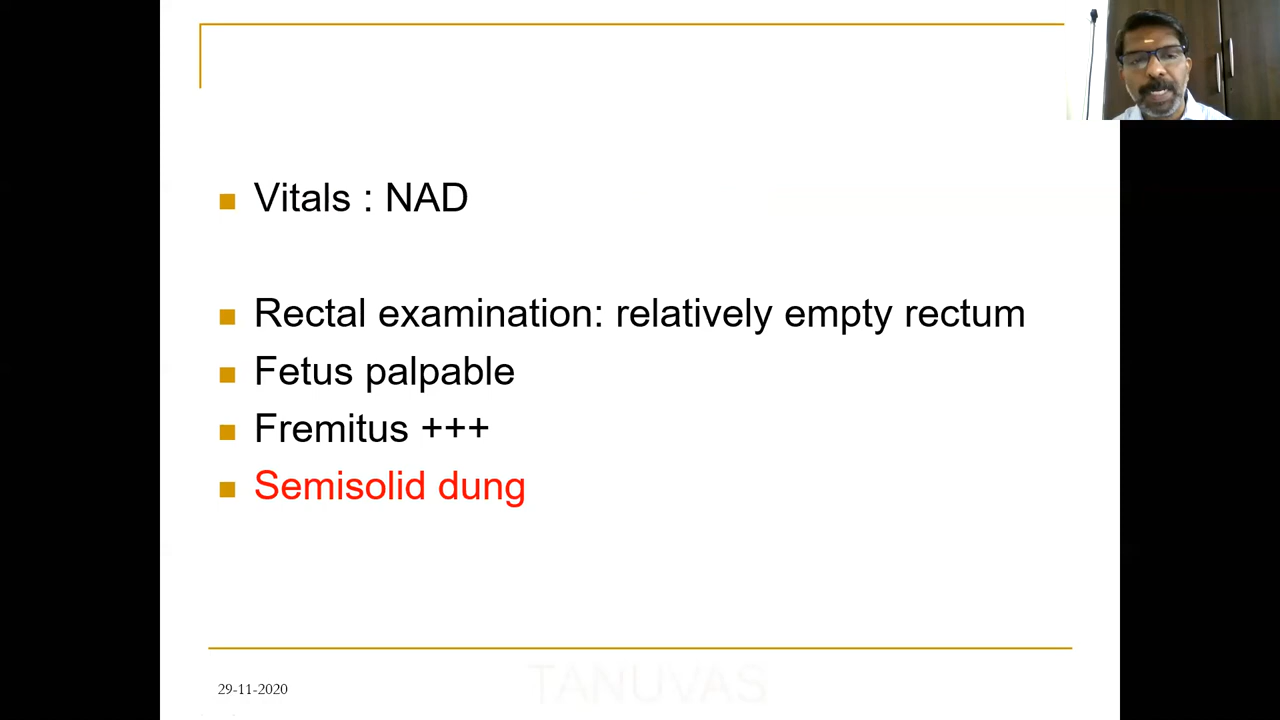 Vitals : NAD
Rectal examination: relatively empty rectum
Fetus palpable
Fremitus +++
Semisolid dung
29-11-2020
TANUVAS